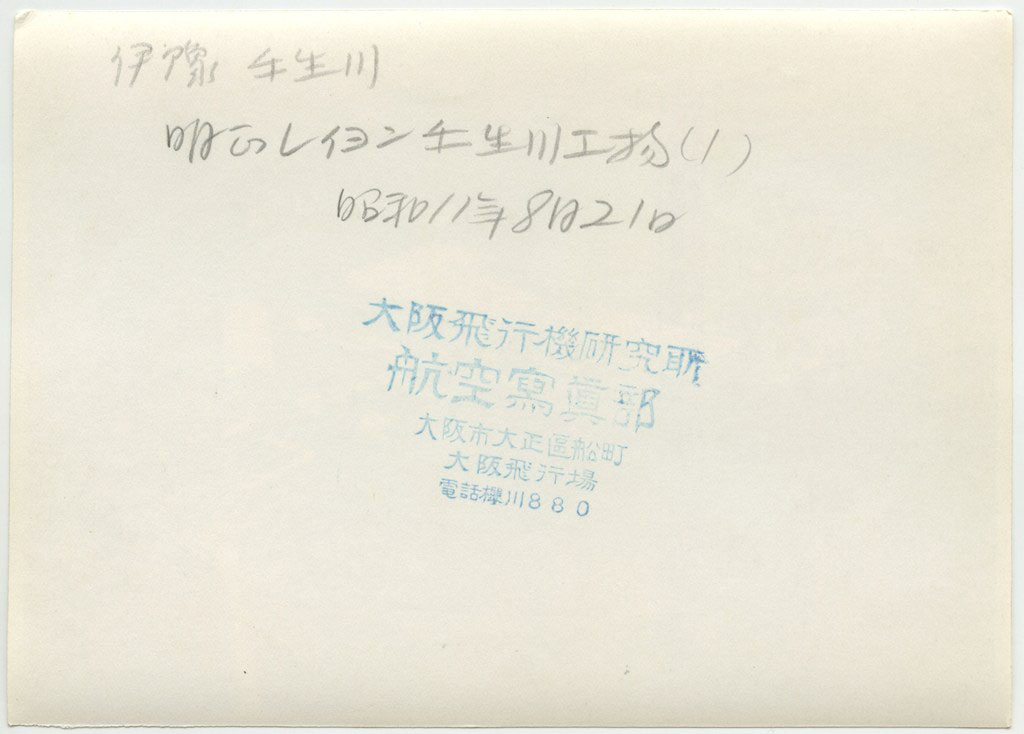 伊豫 壬生川
明正レイヨン壬生川工場(1)
昭和11年8月21日
大阪飛行機研究所
航空寫眞部
大阪市大正區船町
大阪飛行場
電話櫻川880